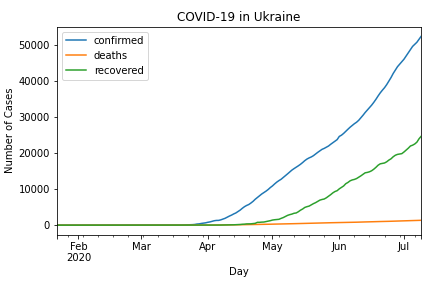 COVID-19 in Ukraine
confirmed
deaths
recovered
Number of Cases
50000
40000
30000
20000
10000
0
Feb
2020
Mar
Apr
May
Jun
Jul
Day